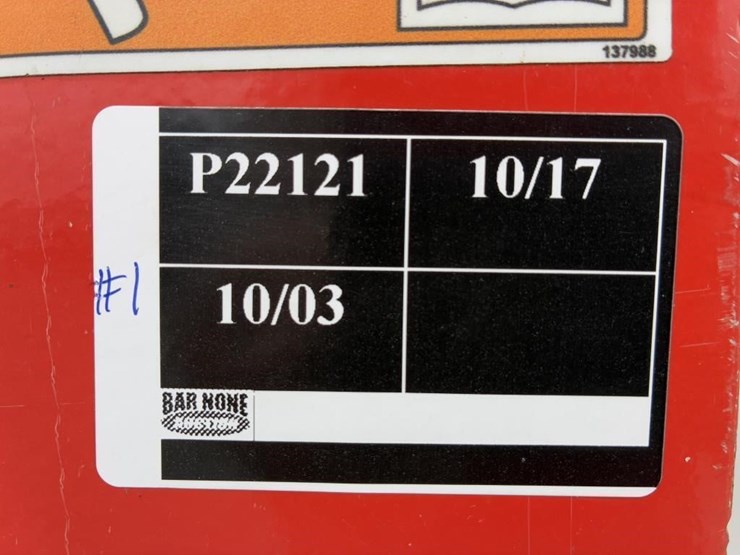 137988
P22121 10/17
#1
10/03
BAR NONE
AUCTION